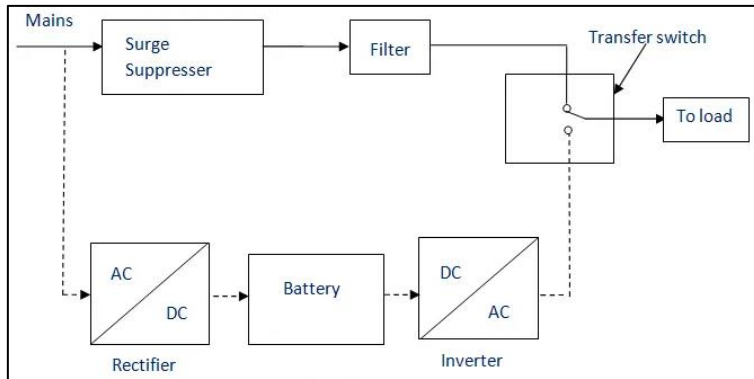 Mains
Surge
Suppresser
Filter
Transfer switch
To load
AC
DC
Rectifier
Battery
DC
AC
Inverter